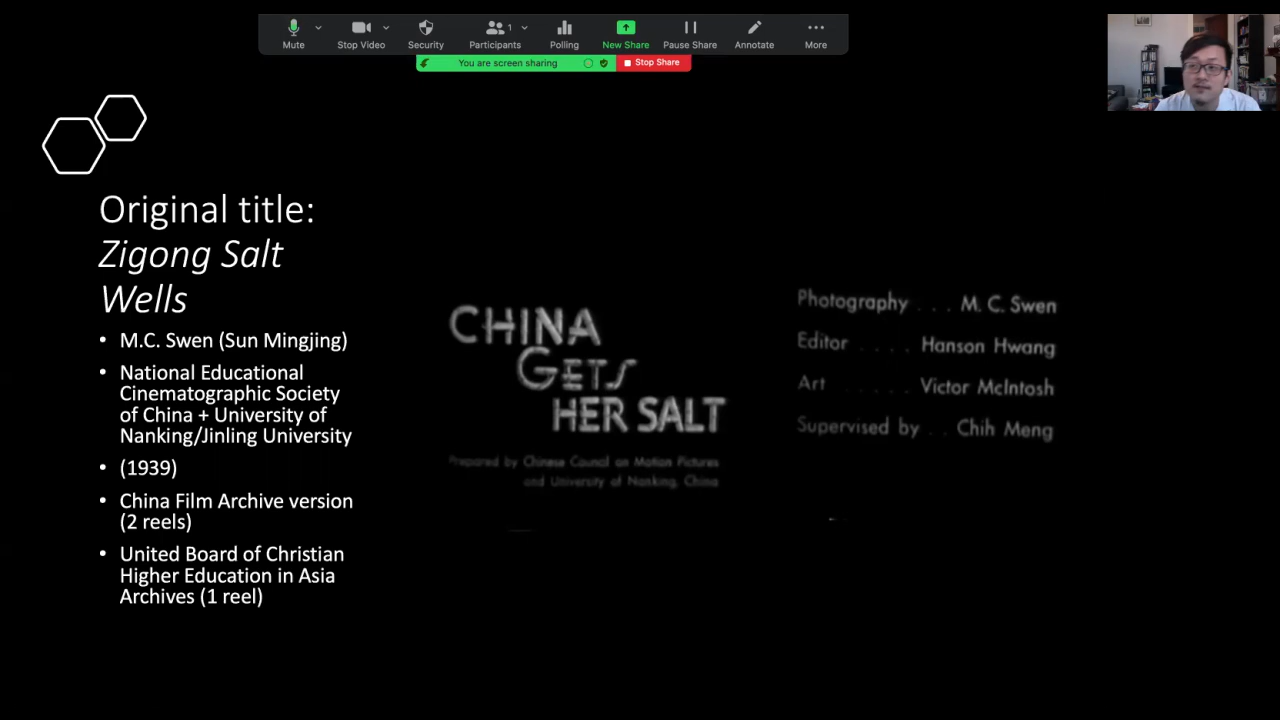 Mute
Stop Video
Security
Participants
1
Polling
New Share
Pause Share
Annotate
More
You are screen sharing
Stop Share
Original title:
Zigong Salt
Wells
• M.C. Swen (Sun Mingjing)
• National Educational
Cinematographic Society
of China + University of
Nanking/Jinling University
• (1939)
• China Film Archive version
(2 reels)
• United Board of Christian
Higher Education in Asia
Archives (1 reel)
CHINA
GETS
HER SALT
Prepared by Chinese Council on Motion Pictures
and University of Nanking, China
Photography . . . M. C. Swen
Editor . . . . Hanson Hwang
Art . . . . . Victor McIntosh
Supervised by . . Chih Meng